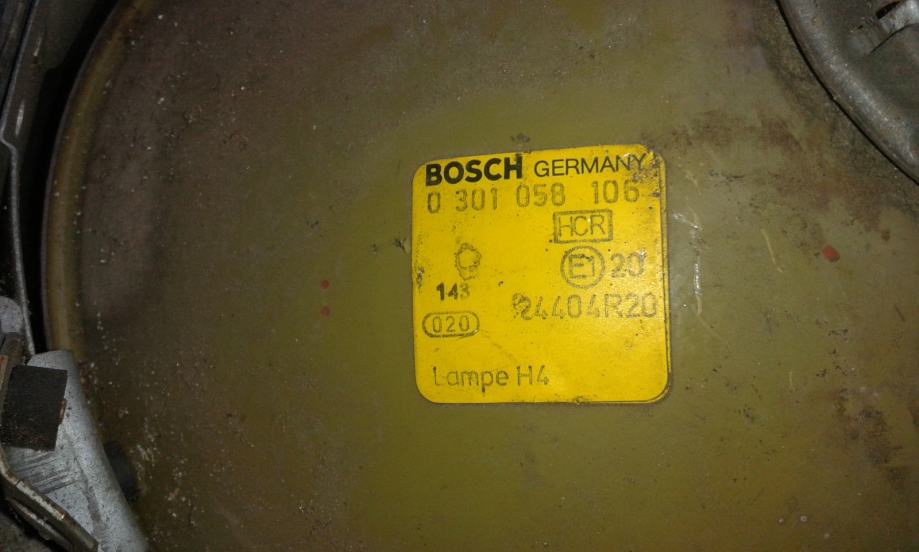 BOSCH GERMANY
0 301 058 106
HCR
E1 20
143
24404R20
020
Lampe H4